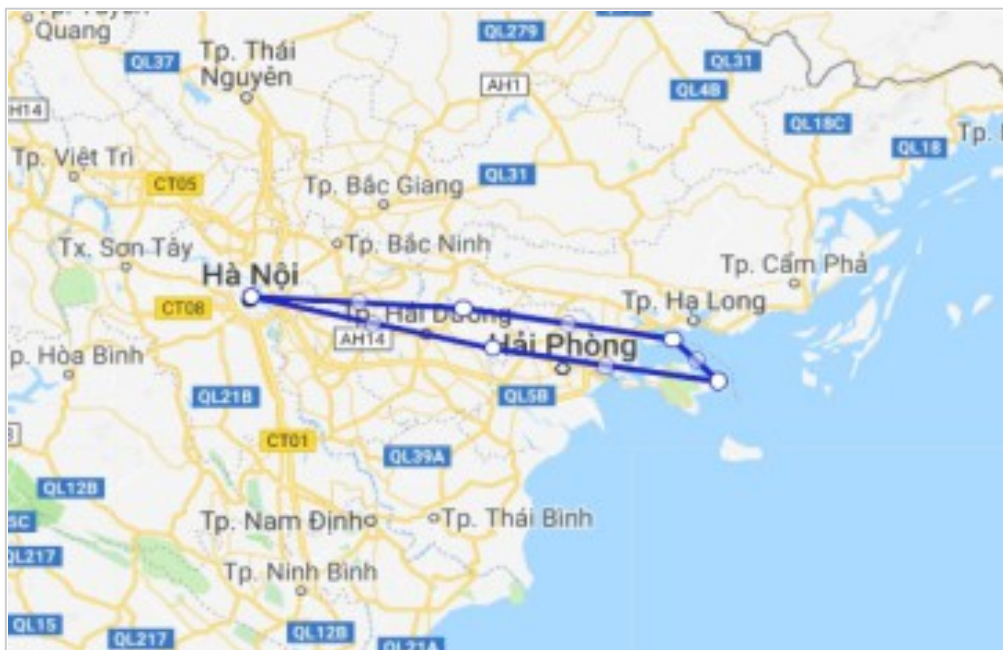 Quang
QL279
QL37
Tp. Thái
Nguyên
AH1
QL31
QL4B
H14
QL18C
Tp.
QL18
Tp. Việt Trì
CT05
QL31
Tp. Bắc Giang
Tx. Sơn Tây
Tp. Bắc Ninh
Hà Nội
CT08
Tp. Cẩm Phả
Tp. Hạ Long
Tp. Hải Dương
AH14
Hải Phòng
p. Hòa Bình
QL21B
QL5B
CT01
QL39A
QL12B
5C
Tp. Nam Định
Tp. Thái Bình
QL217
Tp. Ninh Bình
QL15
QL217
QL12B
QL21A